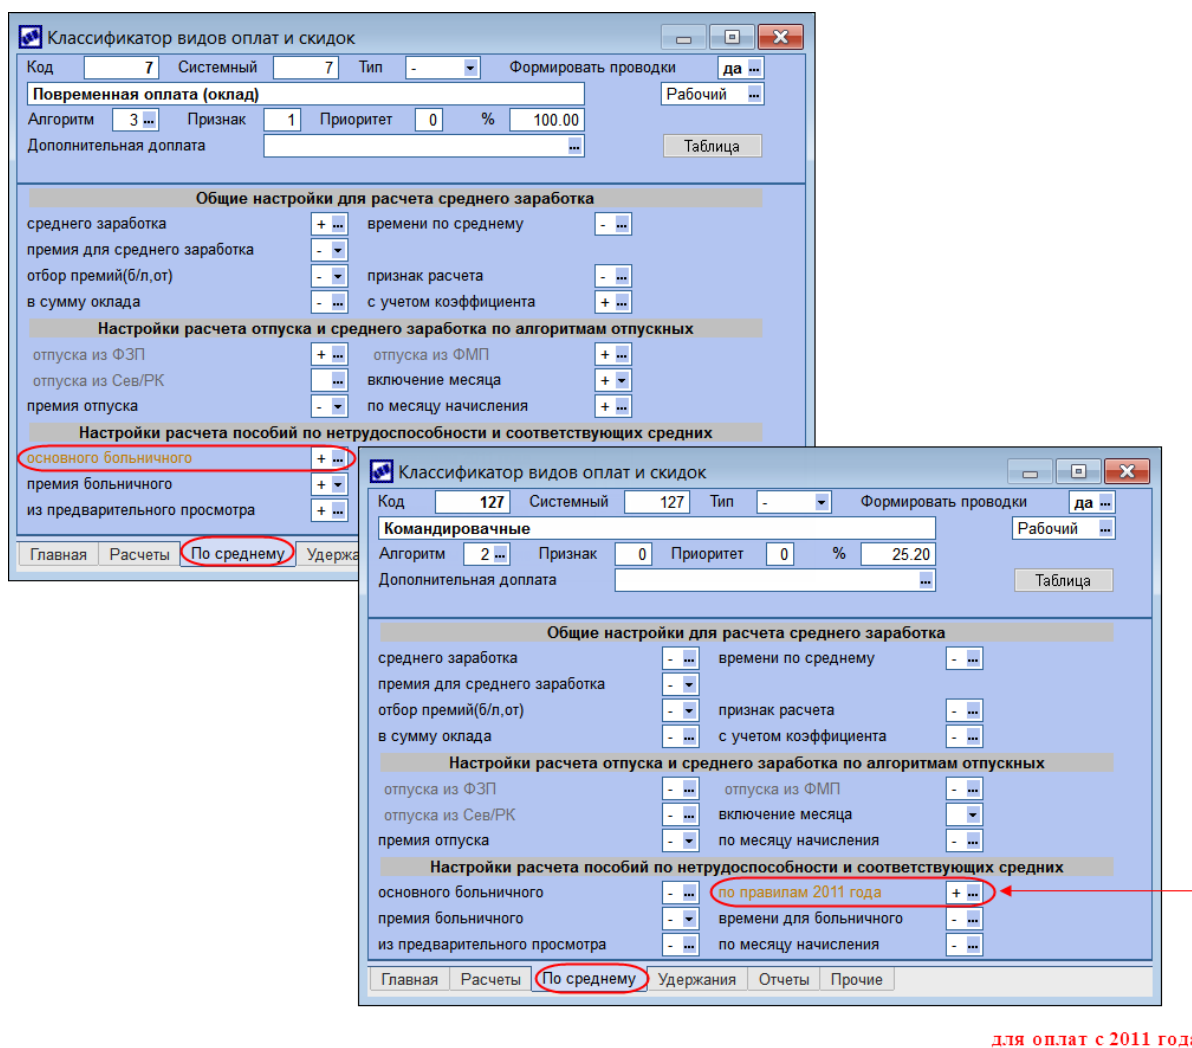 Классификатор видов оплат и скидок
Код 7 Системный 7 Тип - Формировать проводки да ...
Повременная оплата (оклад) Рабочий ...
Алгоритм 3 ... Признак 1 Приоритет 0 % 100.00
Дополнительная доплата ... Таблица
Общие настройки для расчета среднего заработка
среднего заработка + ... времени по среднему - ...
премия для среднего заработка -
отбор премий(б/л,от) - признак расчета - ...
в сумму оклада - ... с учетом коэффициента + ...
Настройки расчета отпуска и среднего заработка по алгоритмам отпускных
отпуска из ФЗП + ... отпуска из ФМП + ...
отпуска из Сев/РК ... включение месяца +
премия отпуска - по месяцу начисления + ...
Настройки расчета пособий по нетрудоспособности и соответствующих средних
основного больничного + ...
премия больничного +
из предварительного просмотра + ...
Главная Расчеты По среднему Удержа
Классификатор видов оплат и скидок
Код 127 Системный 127 Тип - Формировать проводки да ...
Командировачные Рабочий ...
Алгоритм 2 ... Признак 0 Приоритет 0 % 25.20
Дополнительная доплата ... Таблица
Общие настройки для расчета среднего заработка
среднего заработка - ... времени по среднему - ...
премия для среднего заработка -
отбор премий(б/л,от) - признак расчета - ...
в сумму оклада - ... с учетом коэффициента - ...
Настройки расчета отпуска и среднего заработка по алгоритмам отпускных
отпуска из ФЗП - ... отпуска из ФМП - ...
отпуска из Сев/РК - ... включение месяца
премия отпуска - по месяцу начисления - ...
Настройки расчета пособий по нетрудоспособности и соответствующих средних
основного больничного - ... по правилам 2011 года + ...
премия больничного - времени для больничного - ...
из предварительного просмотра - ... по месяцу начисления - ...
Главная Расчеты По среднему Удержания Отчеты Прочие
для оплат с 2011 года